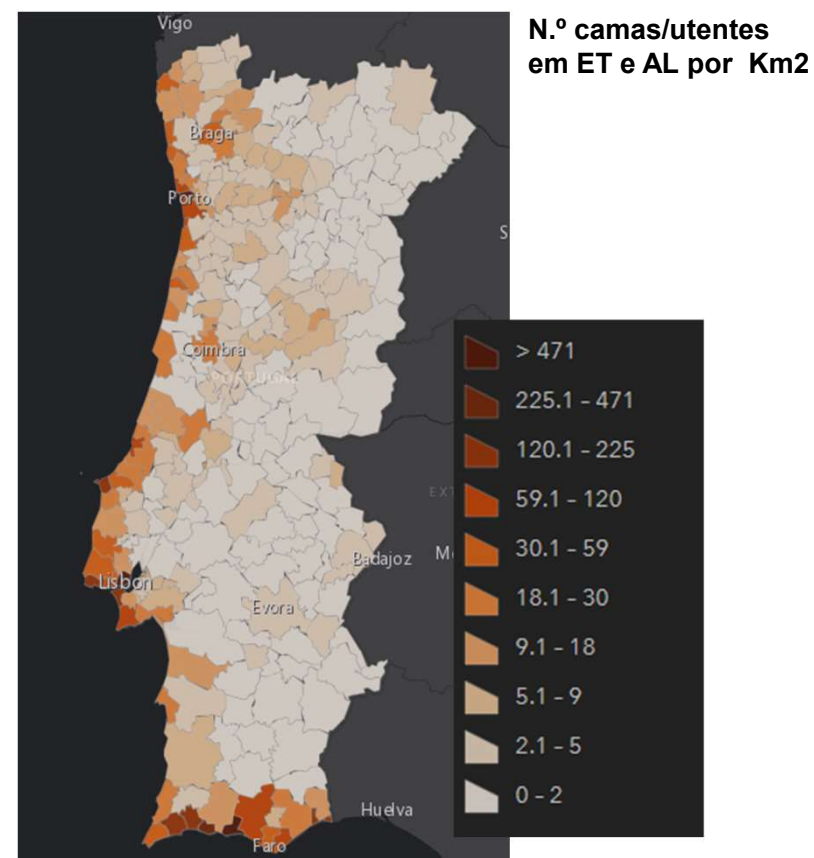 Vigo
N.º camas/utentes
em ET e AL por Km2
Braga
Porto
S
Coimbra
PORTUGAL
> 471
225.1 – 471
120.1 – 225
59.1 – 120
30.1 – 59
18.1 – 30
9.1 – 18
5.1 – 9
2.1 – 5
0 – 2
EXT
Badajoz
M
Lisbon
Evora
Huelva
Faro